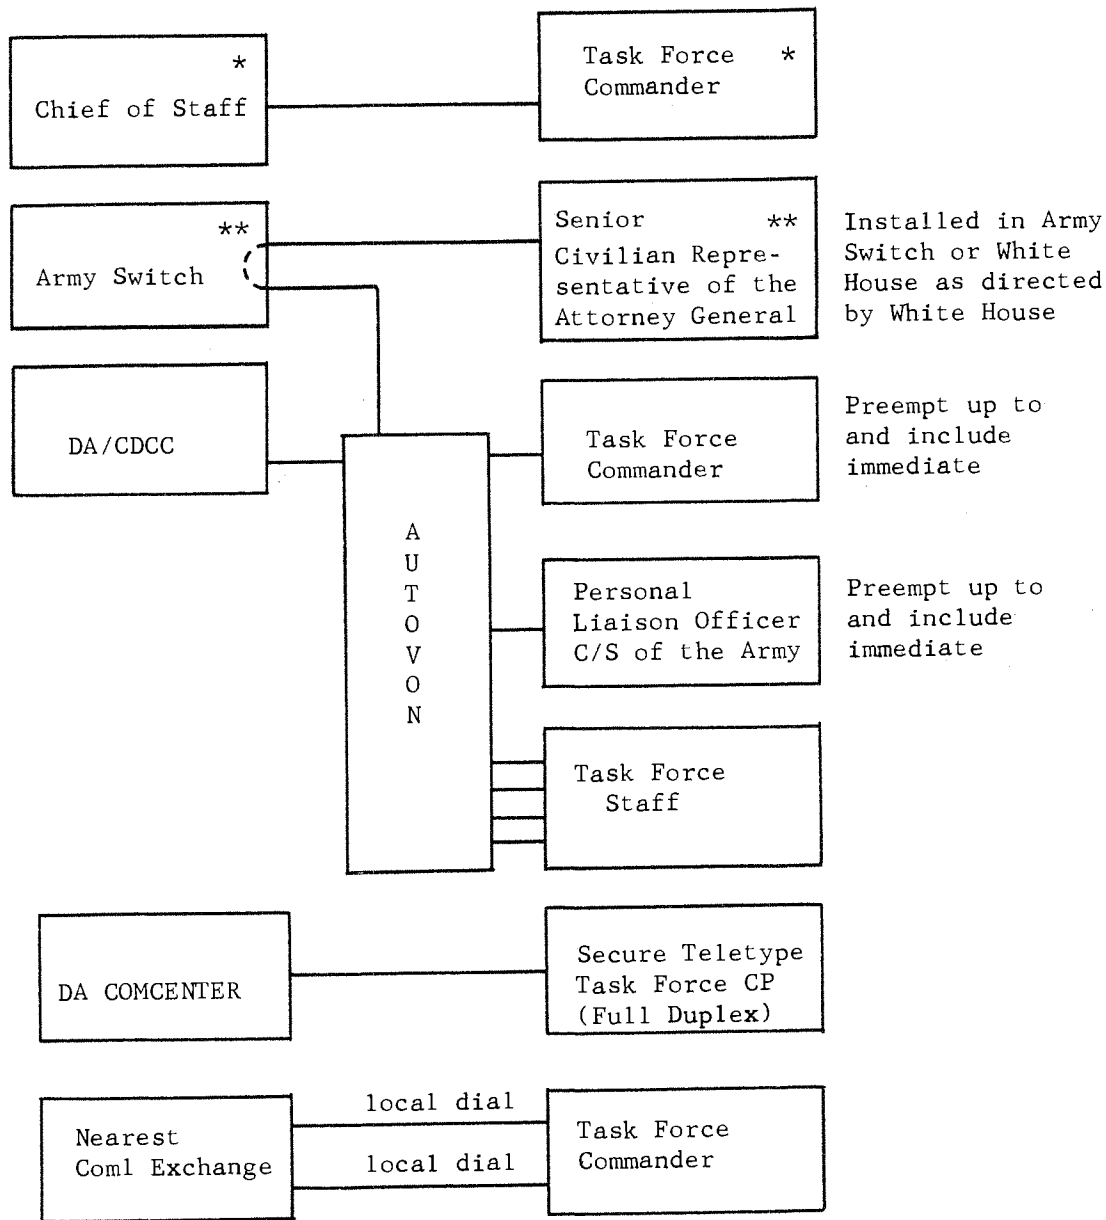 *
Chief of Staff
Task Force *
Commander
**
Army Switch
Senior **
Civilian Repre-
sentative of the
Attorney General
Installed in Army
Switch or White
House as directed
by White House
DA/CDCC
A
U
T
O
V
O
N
Task Force
Commander
Preempt up to
and include
immediate
Personal
Liaison Officer
C/S of the Army
Preempt up to
and include
immediate
Task Force
Staff
DA COMCENTER
Secure Teletype
Task Force CP
(Full Duplex)
Nearest
Coml Exchange
local dial
local dial
Task Force
Commander